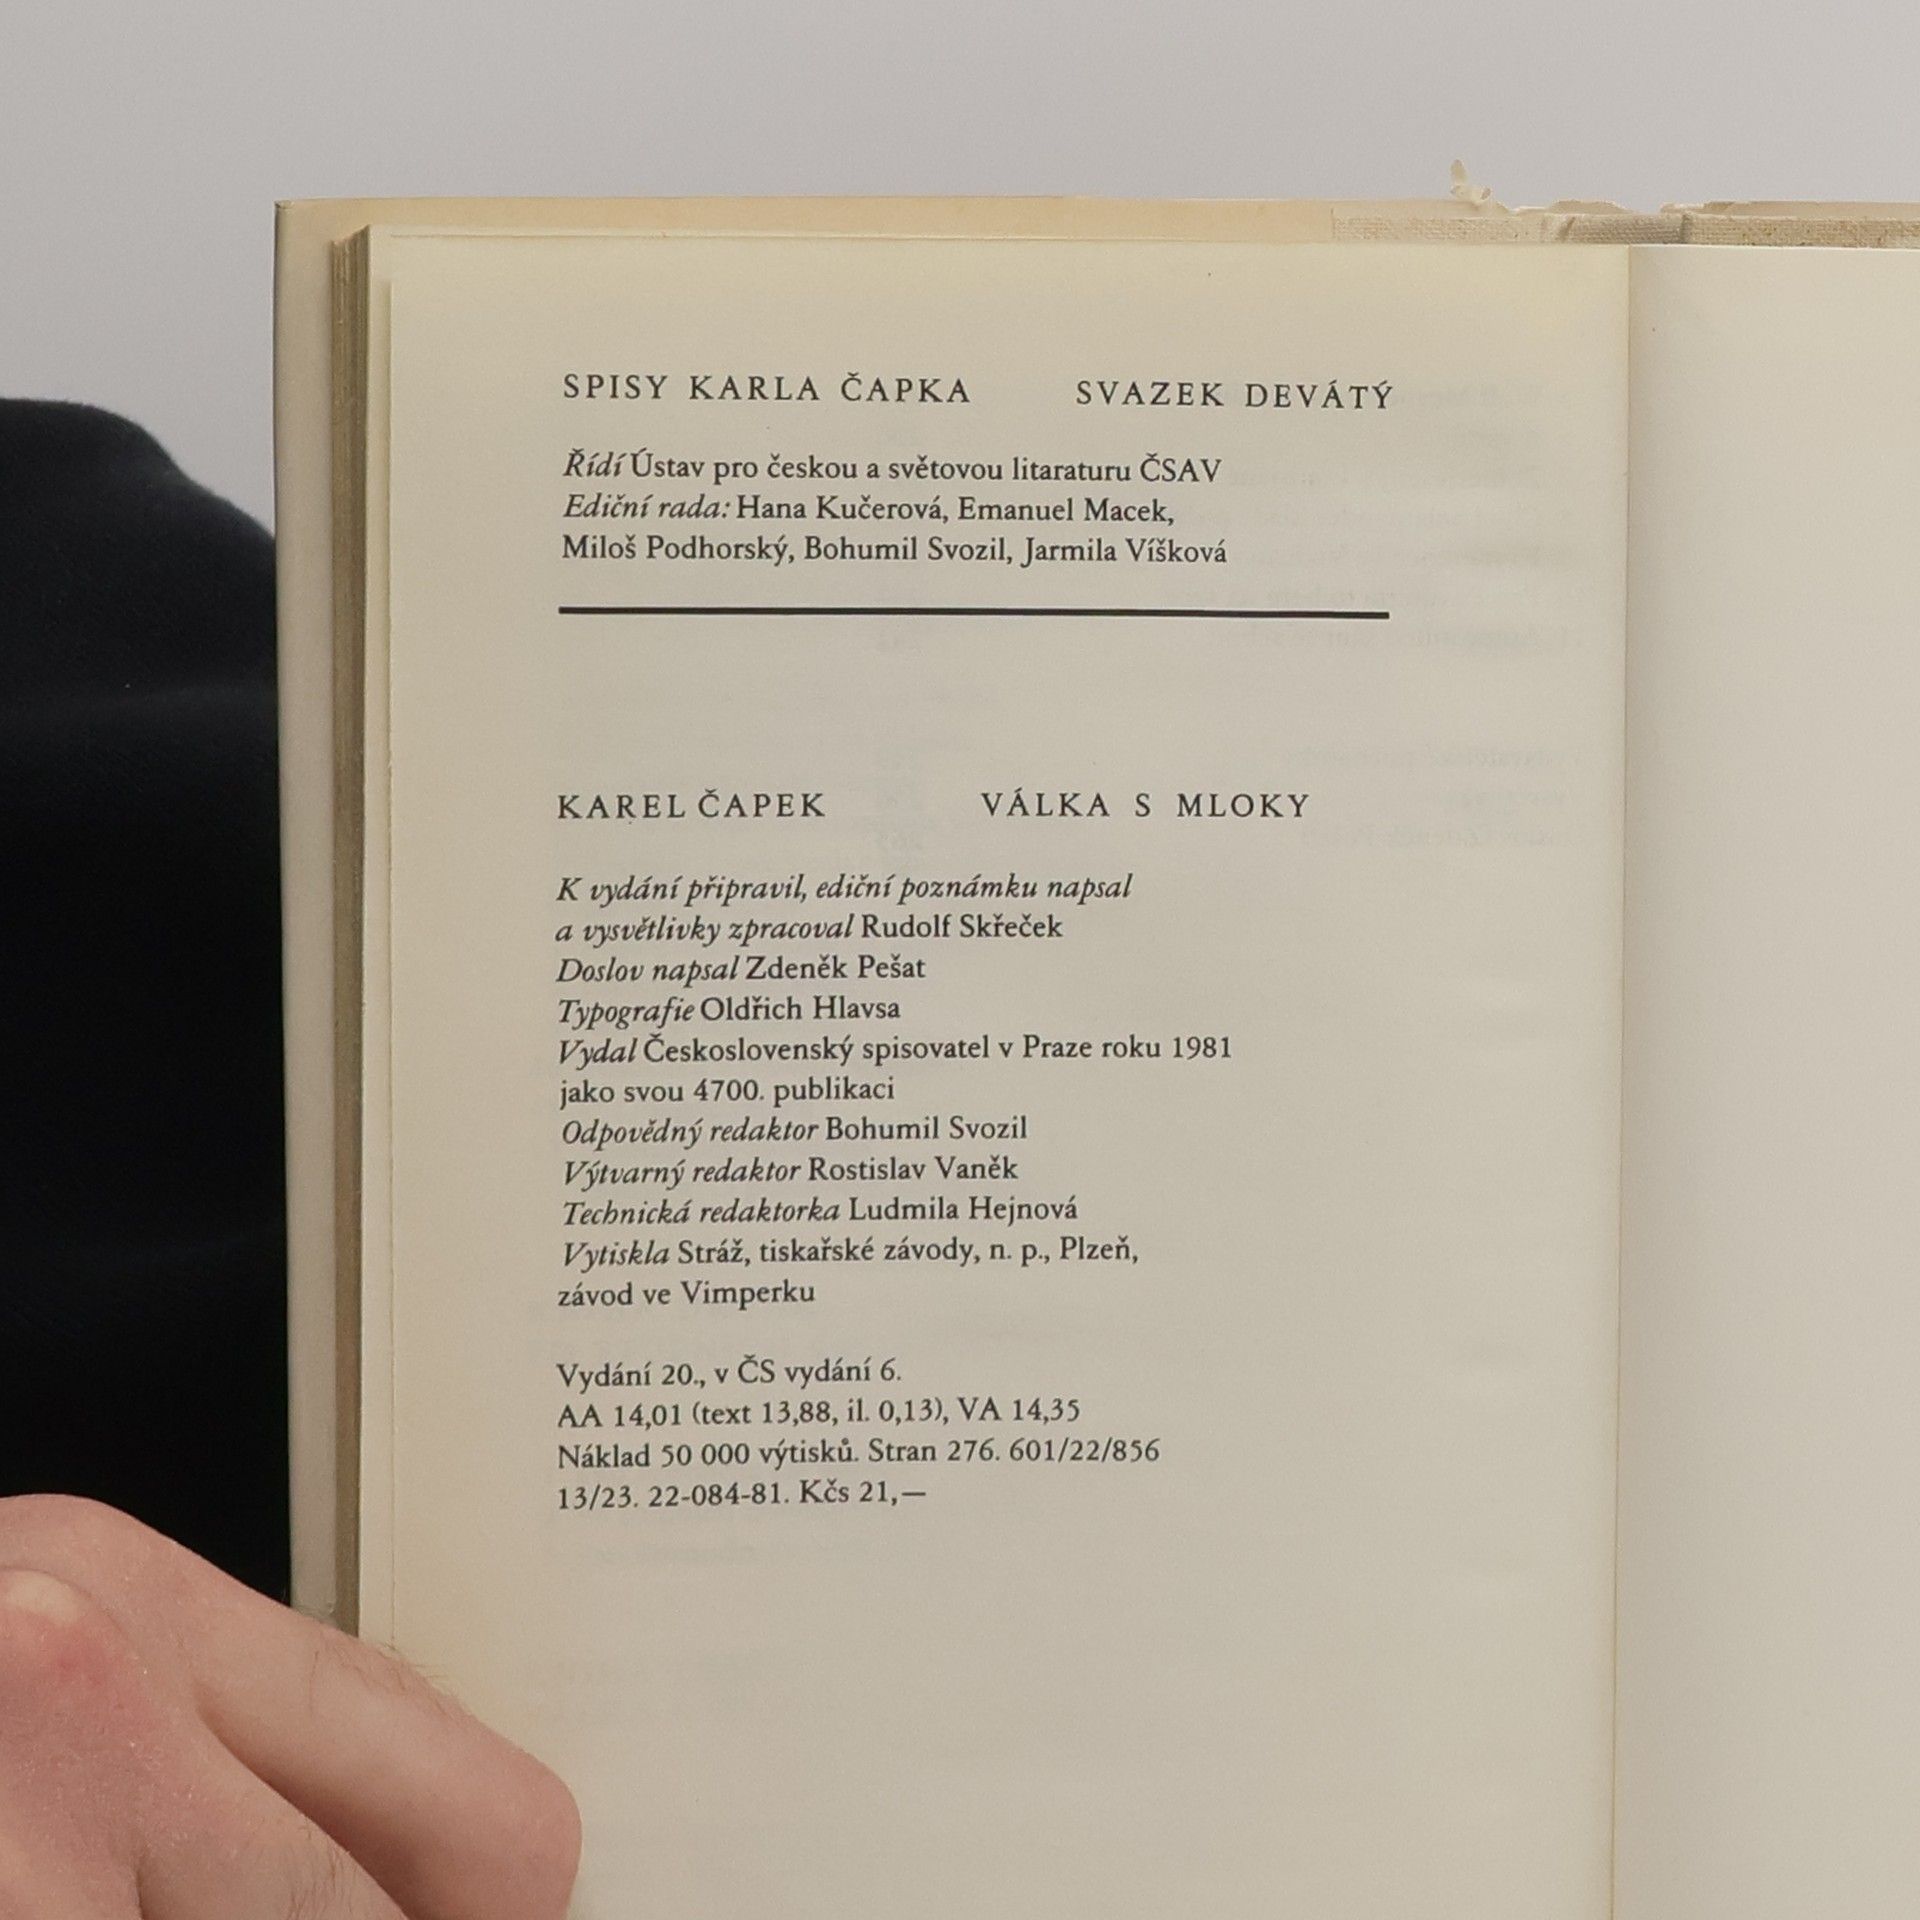 SPISY KARLA ČAPKA SVAZEK DEVÁTÝ
Řídí Ústav pro českou a světovou litaraturu ČSAV
Ediční rada: Hana Kučerová, Emanuel Macek,
Miloš Podhorský, Bohumil Svozil, Jarmila Víšková
KAREL ČAPEK VÁLKA S MLOKY
K vydání připravil, ediční poznámku napsal
a vysvětlivky zpracoval Rudolf Skřeček
Doslov napsal Zdeněk Pešat
Typografie Oldřich Hlavsa
Vydal Československý spisovatel v Praze roku 1981
jako svou 4700. publikaci
Odpovědný redaktor Bohumil Svozil
Výtvarný redaktor Rostislav Vaněk
Technická redaktorka Ludmila Hejnová
Vytiskla Stráž, tiskařské závody, n. p., Plzeň,
závod ve Vimperku
Vydání 20., v ČS vydání 6.
AA 14,01 (text 13,88, il. 0,13), VA 14,35
Náklad 50 000 výtisků. Stran 276. 601/22/856
13/23. 22-084-81. Kčs 21,—